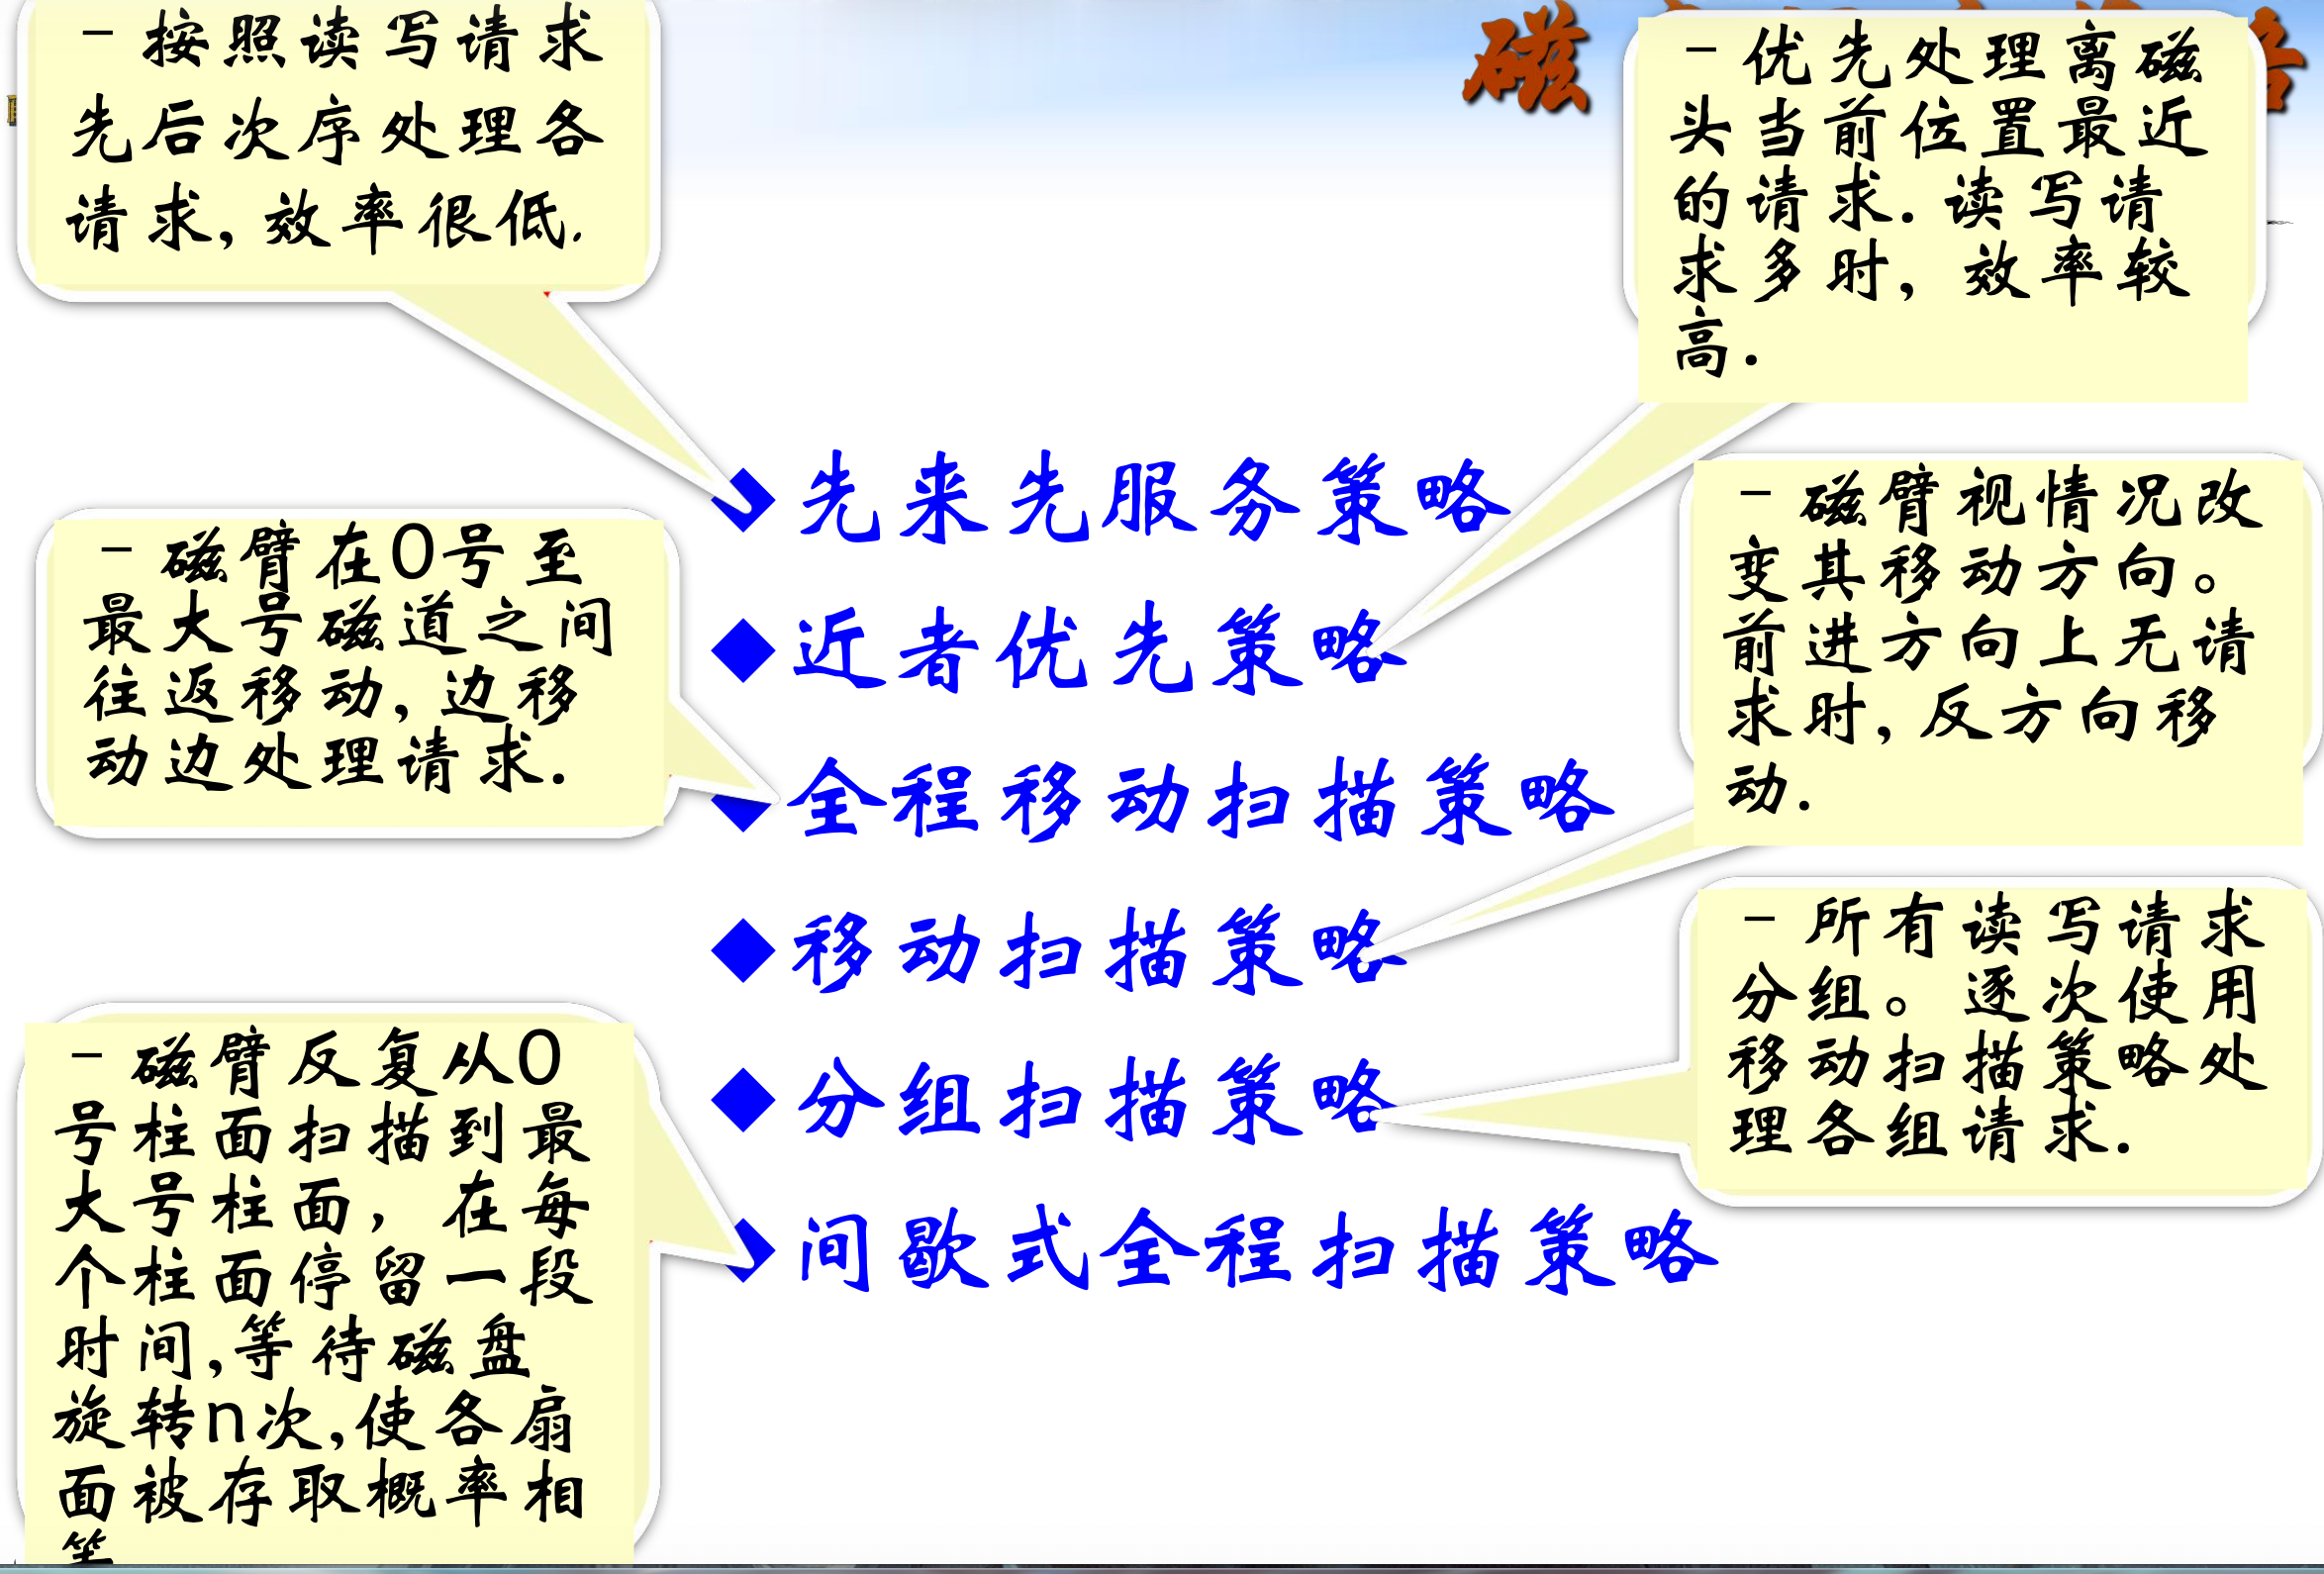 磁
- 按照读写请求
先后次序处理各
请求,效率很低.
- 优先处理离磁
头当前位置最近
的请求.读写请
求多时,效率较
高.
◆先来先服务策略
◆近者优先策略
◆全程移动扫描策略
◆移动扫描策略
◆分组扫描策略
◆间歇式全程扫描策略
- 磁臂在0号至
最大号磁道之间
往返移动,边移
动边处理请求.
- 磁臂视情况改
变其移动方向。
前进方向上无请
求时,反方向移
动.
- 所有读写请求
分组。逐次使用
移动扫描策略处
理各组请求.
- 磁臂反复从0
号柱面扫描到最
大号柱面,在每
个柱面停留一段
时间,等待磁盘
旋转n次,使各扇
面被存取概率相
等